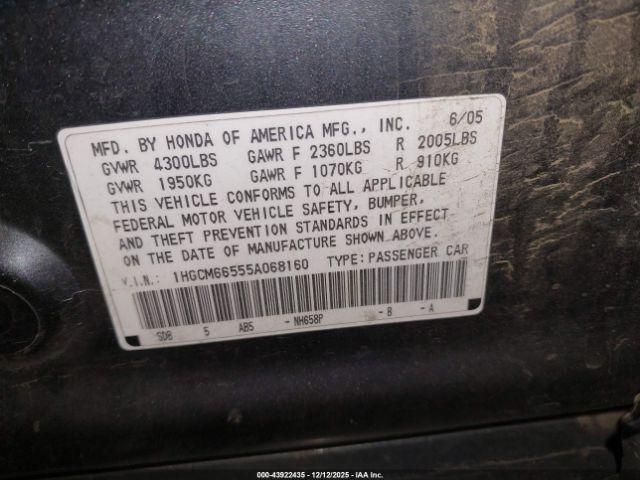 MFD. BY HONDA OF AMERICA MFG., INC. 6/05
GVWR 4300LBS GAWR F 2360LBS R 2005LBS
GVWR 1950KG GAWR F 1070KG R 910KG
THIS VEHICLE CONFORMS TO ALL APPLICABLE
FEDERAL MOTOR VEHICLE SAFETY, BUMPER,
AND THEFT PREVENTION STANDARDS IN EFFECT
ON THE DATE OF MANUFACTURE SHOWN ABOVE.
V.I.N.: 1HGCM66555A068160 TYPE:PASSENGER CAR
SDB 5 ABS -NH658P - B - A
000-43922435 - 12/12/2025 - IAA Inc.